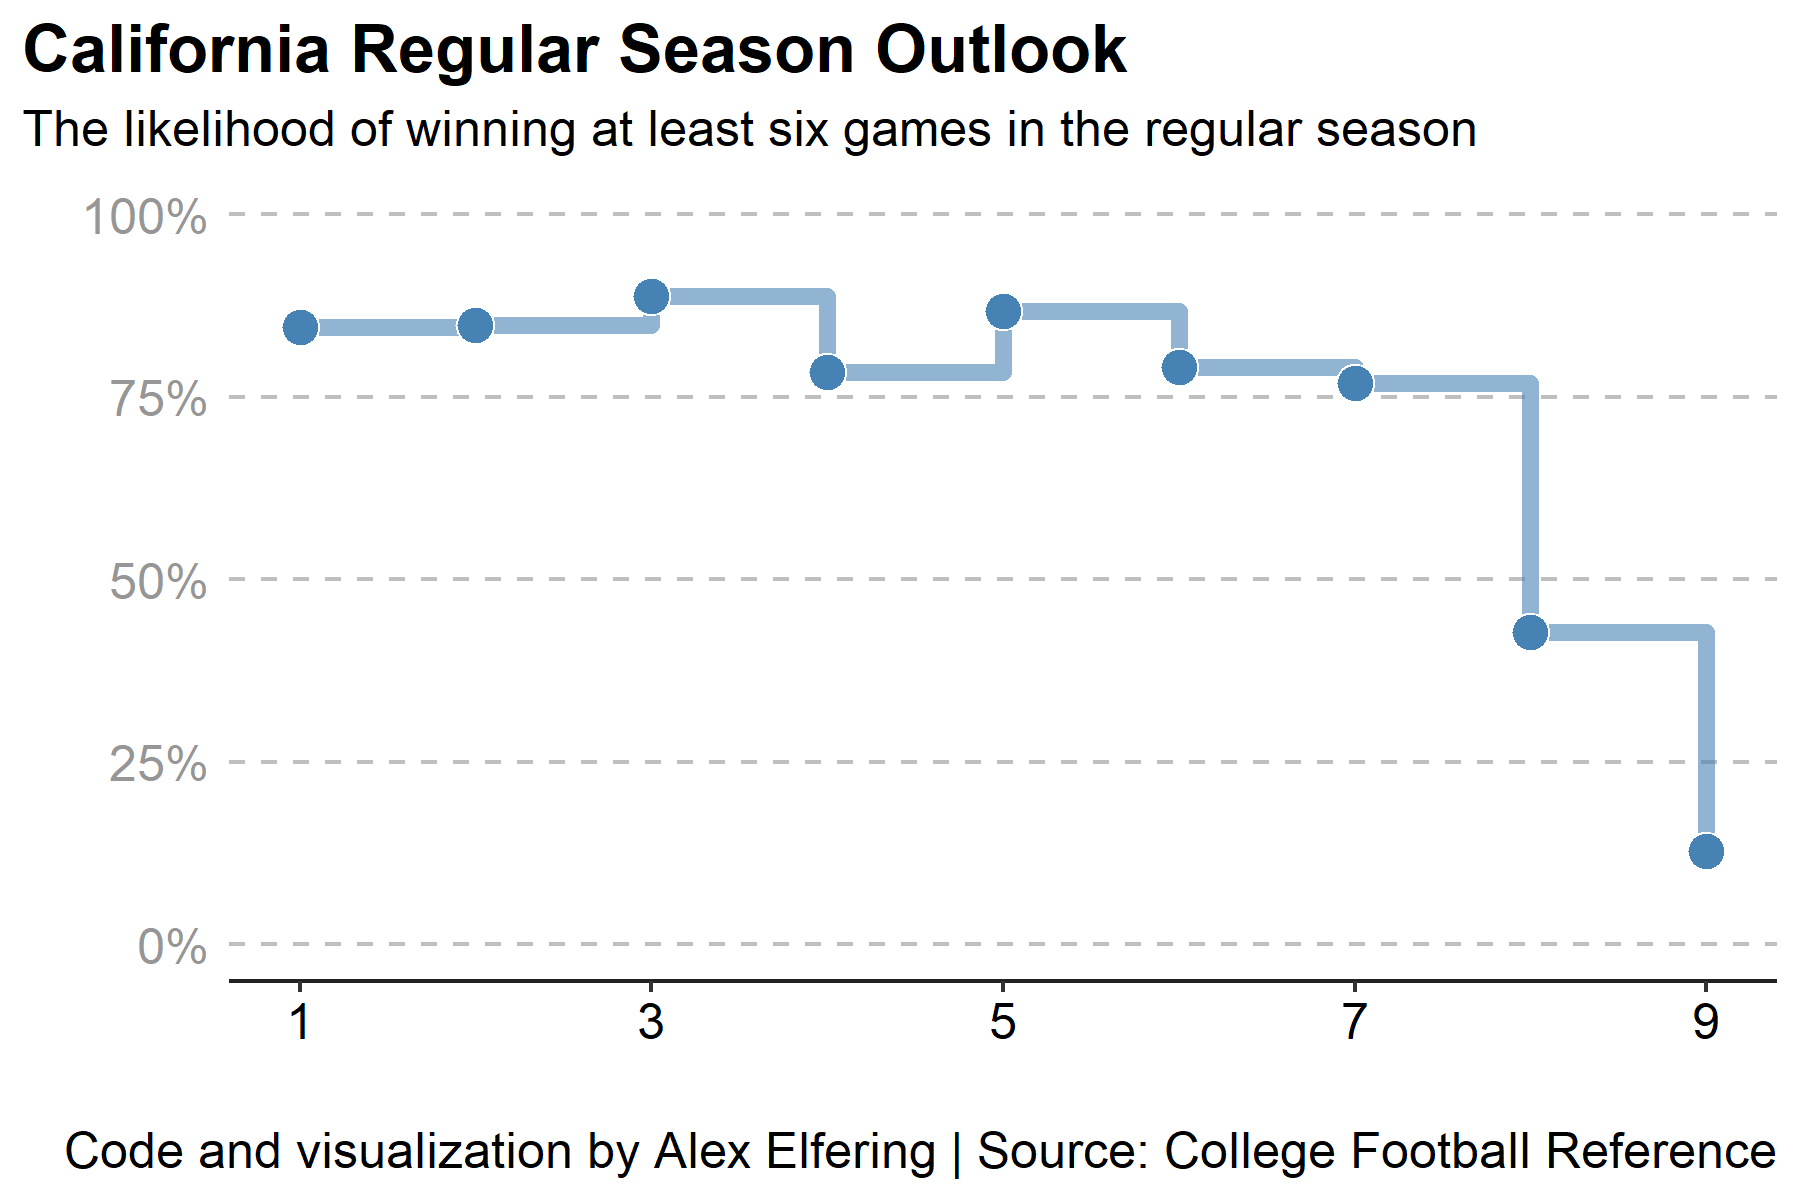 California Regular Season Outlook
The likelihood of winning at least six games in the regular season
100%
75%
50%
25%
0%
1 3 5 7 9
Code and visualization by Alex Elfering | Source: College Football Reference